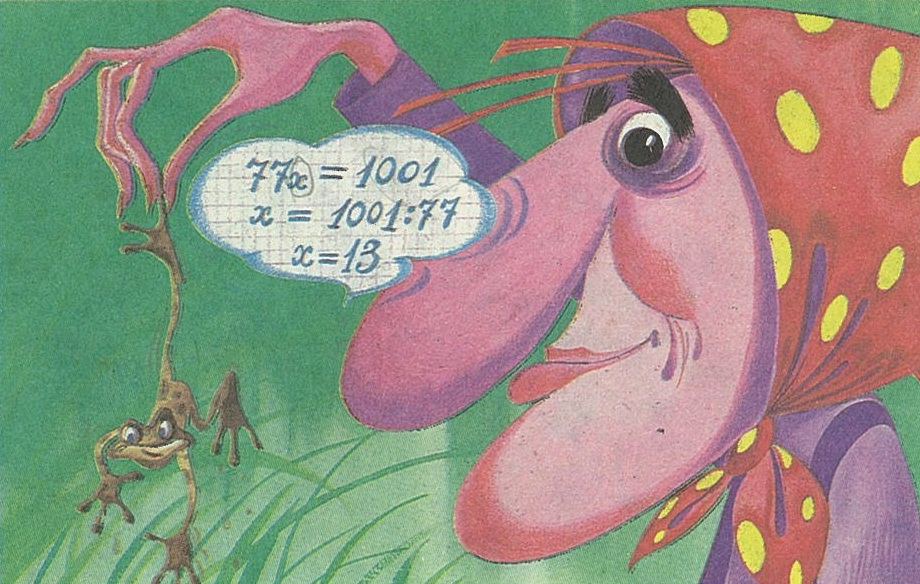 77x = 1001
x = 1001:77
x=13